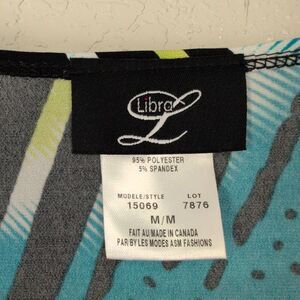 Libra
L
95% POLYESTER
5% SPANDEX
MODELE/STYLE LOT
15069 7876
M/M
FAIT AU MADE IN CANADA
PAR BY LES MODES ASM FASHIONS